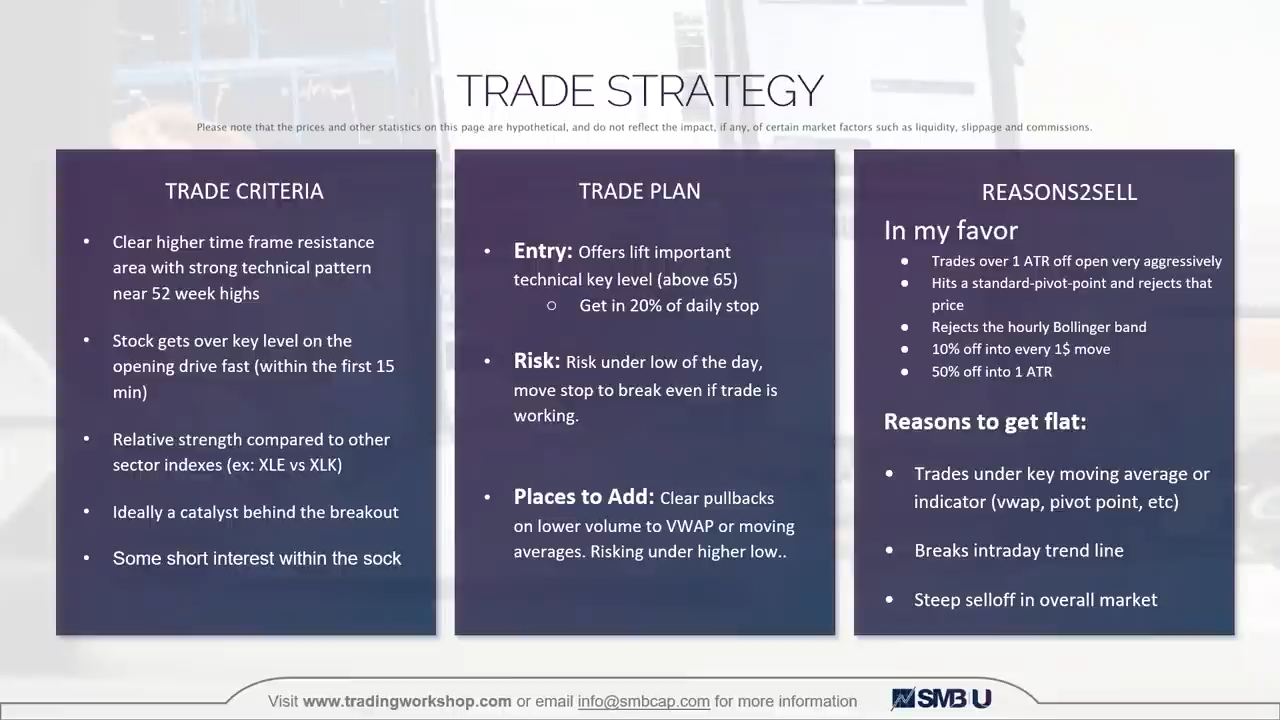 TRADE STRATEGY
Please note that the prices and other statistics on this page are hypothetical, and do not reflect the impact, if any, of certain market factors such as liquidity, slippage and commissions.
TRADE CRITERIA
• Clear higher time frame resistance
area with strong technical pattern
near 52 week highs
• Stock gets over key level on the
opening drive fast (within the first 15
min)
• Relative strength compared to other
sector indexes (ex: XLE vs XLK)
• Ideally a catalyst behind the breakout
• Some short interest within the sock
TRADE PLAN
• Entry: Offers lift important
technical key level (above 65)
○ Get in 20% of daily stop
• Risk: Risk under low of the day,
move stop to break even if trade is
working.
• Places to Add: Clear pullbacks
on lower volume to VWAP or moving
averages. Risking under higher low..
REASONS2SELL
In my favor
● Trades over 1 ATR off open very aggressively
● Hits a standard-pivot-point and rejects that
price
● Rejects the hourly Bollinger band
● 10% off into every 1$ move
● 50% off into 1 ATR
Reasons to get flat:
• Trades under key moving average or
indicator (vwap, pivot point, etc)
• Breaks intraday trend line
• Steep selloff in overall market
Visit www.tradingworkshop.com or email info@smbcap.com for more information
SMB U